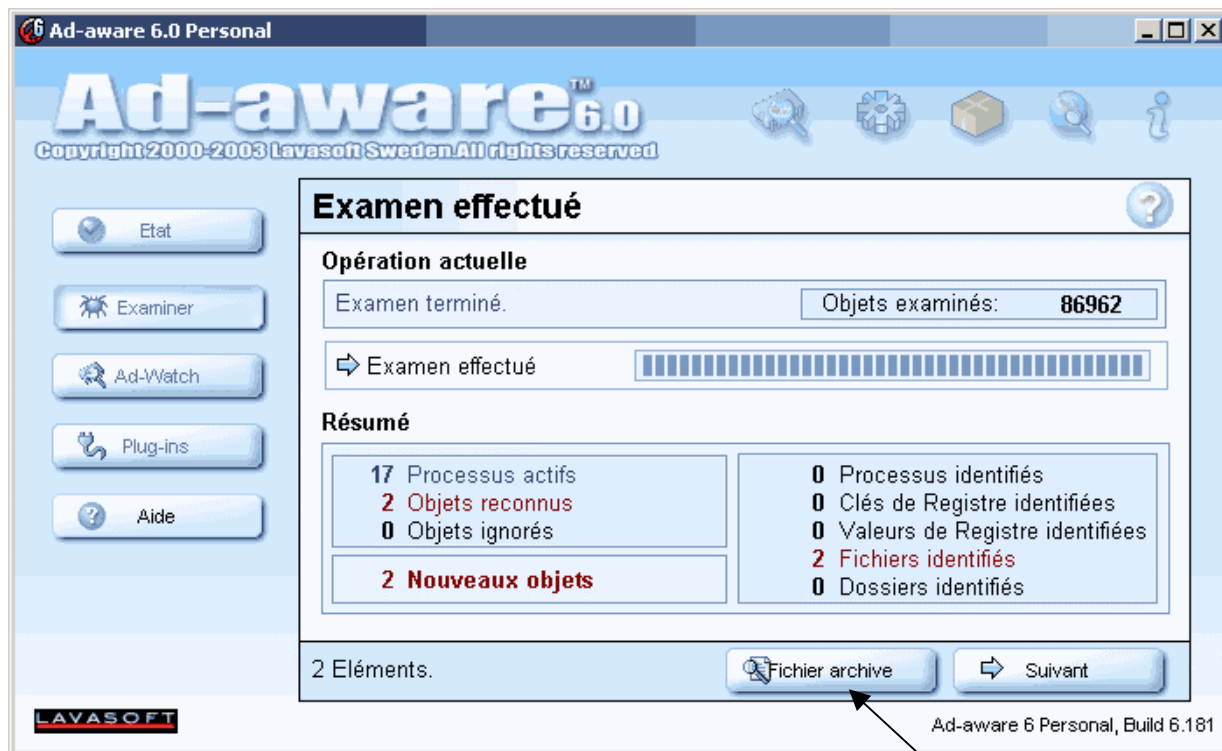 Ad-aware 6.0 Personal
Ad-aware 6.0 ™
Copyright 2000-2003 Lavasoft Sweden. All rights reserved.
Etat
Examiner
Ad-Watch
Plug-ins
Aide
Examen effectué
Opération actuelle
Examen terminé.
Objets examinés: 86962
Examen effectué
Résumé
17 Processus actifs
2 Objets reconnus
0 Objets ignorés
2 Nouveaux objets
0 Processus identifiés
0 Clés de Registre identifiées
0 Valeurs de Registre identifiées
2 Fichiers identifiés
0 Dossiers identifiés
2 Eléments.
Fichier archive
Suivant
LAVASOFT
Ad-aware 6 Personal, Build 6.181